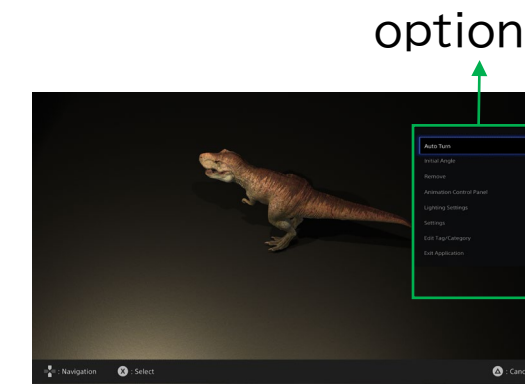 option
Auto Turn
Initial Angle
Remove
Animation Control Panel
Lighting Settings
Settings
Edit Tag/Category
Exit Application
: Navigation X : Select : Canc